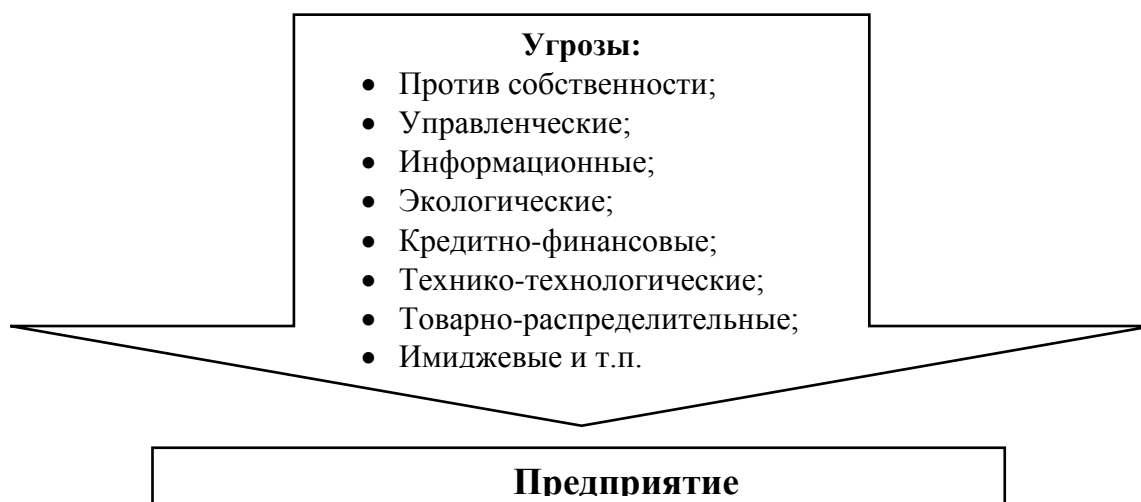 Угрозы:
• Против собственности;
• Управленческие;
• Информационные;
• Экологические;
• Кредитно-финансовые;
• Технико-технологические;
• Товарно-распределительные;
• Имиджевые и т.п.
Предприятие